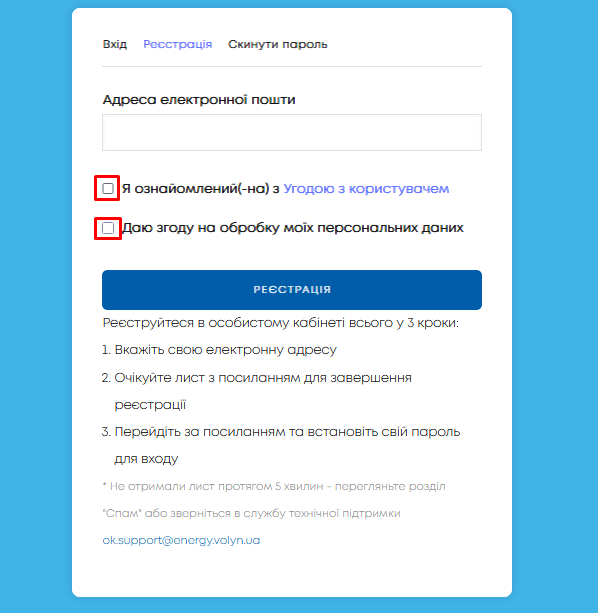 Вхід Реєстрація Скинути пароль
Адреса електронної пошти
Я ознайомлений(-на) з Угодою з користувачем
Даю згоду на обробку моїх персональних даних
РЕЄСТРАЦІЯ
Реєструйтеся в особистому кабінеті всього у 3 кроки:
1. Вкажіть свою електронну адресу
2. Очікуйте лист з посиланням для завершення
реєстрації
3. Перейдіть за посиланням та встановіть свій пароль
для входу
* Не отримали лист протягом 5 хвилин - перегляньте розділ
"Спам" або зверніться в службу технічної підтримки
ok.support@energy.volyn.ua